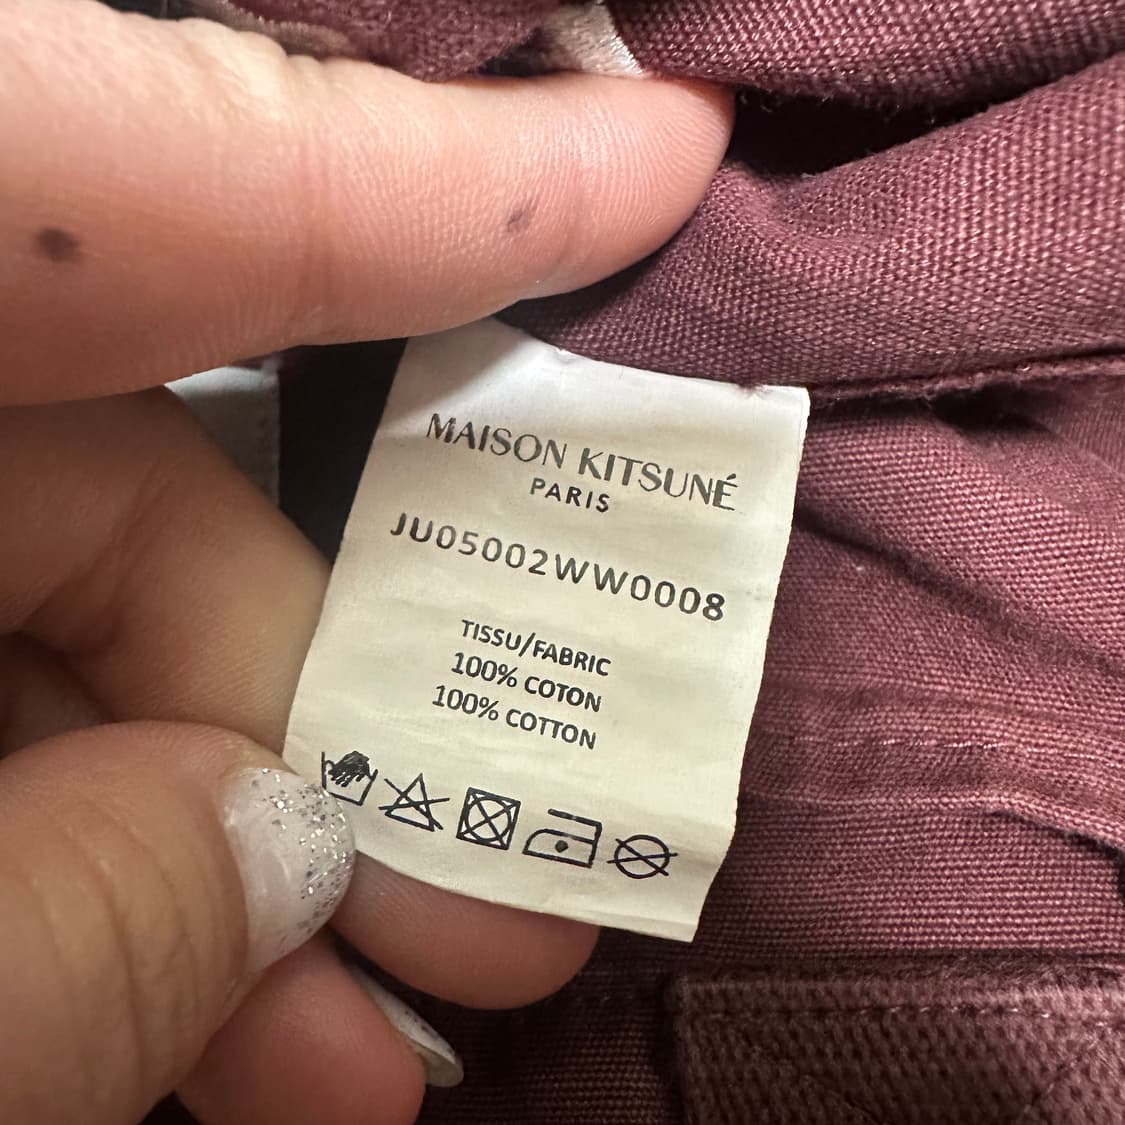 MAISON KITSUNÉ
PARIS
JU05002WW0008
TISSU/FABRIC
100% COTON
100% COTTON